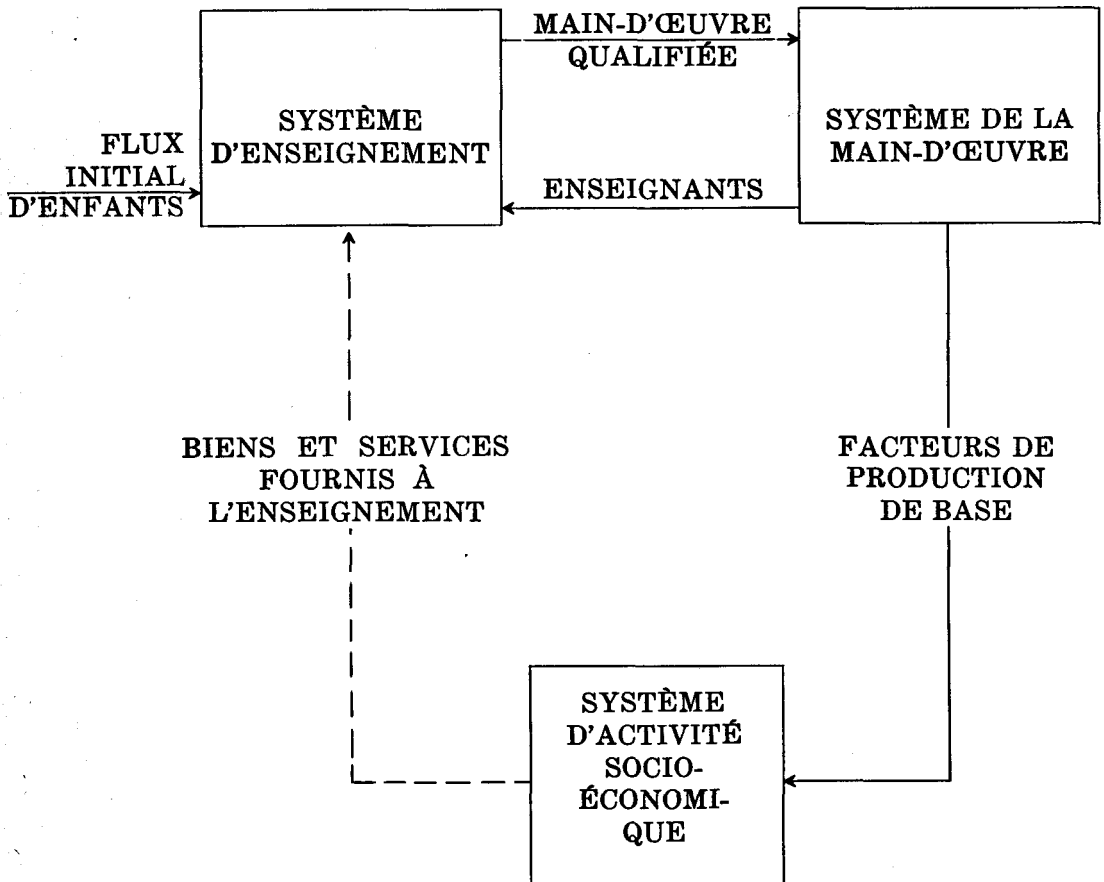 MAIN-D'ŒUVRE
QUALIFIÉE
SYSTÈME
D'ENSEIGNEMENT
SYSTÈME DE LA
MAIN-D'ŒUVRE
FLUX
INITIAL
D'ENFANTS
ENSEIGNANTS
BIENS ET SERVICES
FOURNIS À
L'ENSEIGNEMENT
FACTEURS DE
PRODUCTION
DE BASE
SYSTÈME
D'ACTIVITÉ
SOCIO-
ÉCONOMI-
QUE